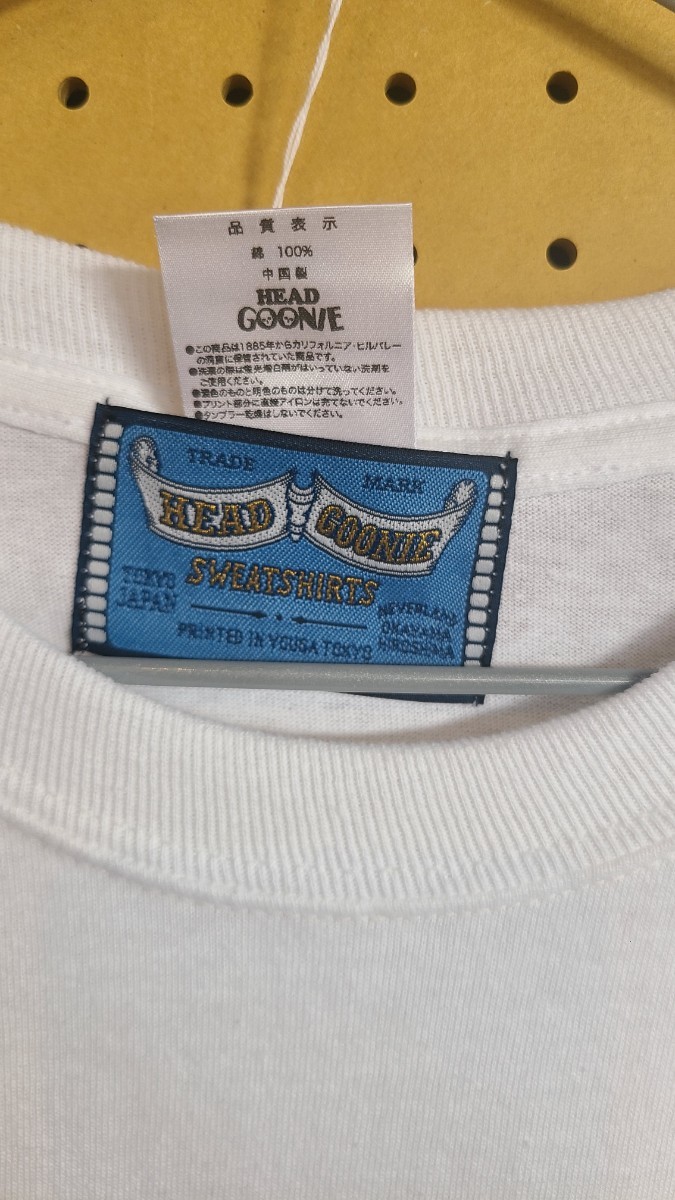 品質表示
綿 100%
中国製
HEAD
GOONIE
●この商品は1985年からカリフォルニア・ヒルバレー
の洞窟に保管されていた商品です。
●洗濯の際は蛍光増白剤がはいっていない洗剤を
ご使用ください。
●濃色のものと明色のものは分けて洗ってください。
●プリント部分に直接アイロンは充てないでください。
●タンブラー乾燥はしないでください。
TRADE MARK
HEAD GOONIE
SWEATSHIRTS
TOKYO
JAPAN
NEVERLAND
OKAYAMA
HIROSHIMA
PRINTED IN YGUSA TOKYO